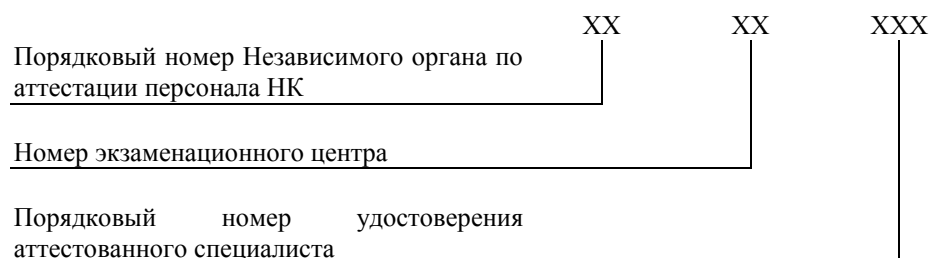 XX XX XXX
Порядковый номер Независимого органа по
аттестации персонала НК
Номер экзаменационного центра
Порядковый номер удостоверения
аттестованного специалиста